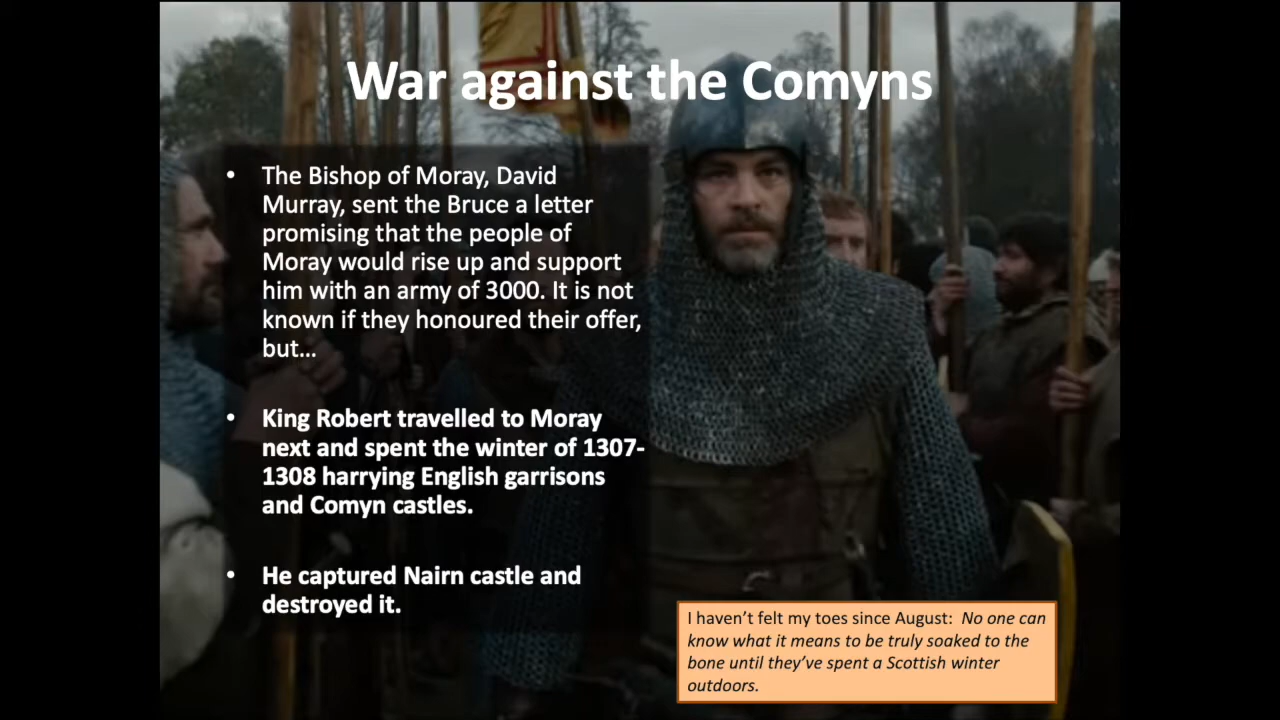 War against the Comyns
• The Bishop of Moray, David
Murray, sent the Bruce a letter
promising that the people of
Moray would rise up and support
him with an army of 3000. It is not
known if they honoured their offer,
but…
• King Robert travelled to Moray
next and spent the winter of 1307-
1308 harrying English garrisons
and Comyn castles.
• He captured Nairn castle and
destroyed it.
I haven’t felt my toes since August: No one can
know what it means to be truly soaked to the
bone until they’ve spent a Scottish winter
outdoors.